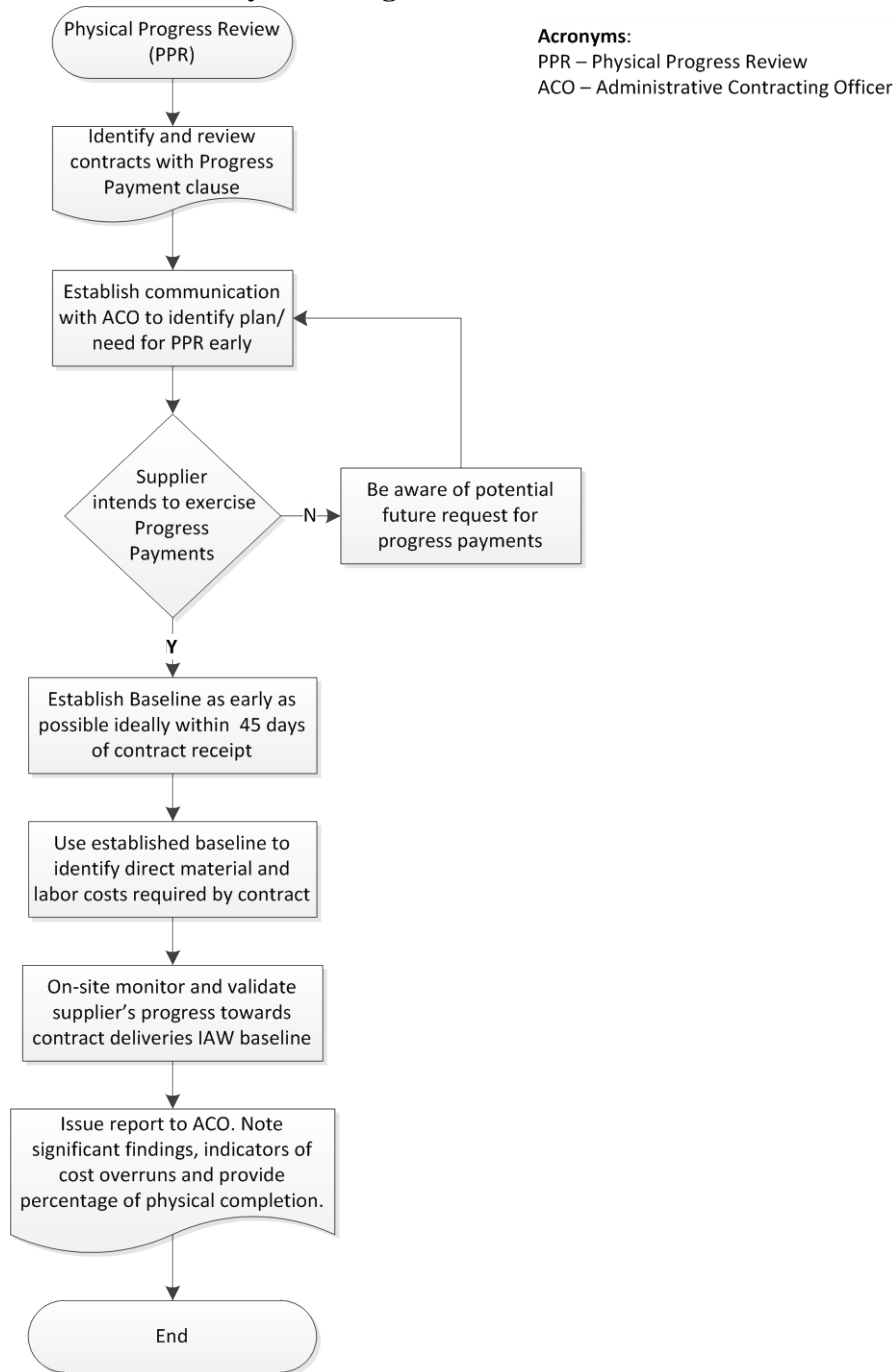 Physical Progress Review
(PPR)
Acronyms:
PPR – Physical Progress Review
ACO – Administrative Contracting Officer
Identify and review
contracts with Progress
Payment clause
Establish communication
with ACO to identify plan/
need for PPR early
Supplier
intends to exercise
Progress
Payments
N
Be aware of potential
future request for
progress payments
Y
Establish Baseline as early as
possible ideally within 45 days
of contract receipt
Use established baseline to
identify direct material and
labor costs required by contract
On-site monitor and validate
supplier’s progress towards
contract deliveries IAW baseline
Issue report to ACO. Note
significant findings, indicators of
cost overruns and provide
percentage of physical completion.
End